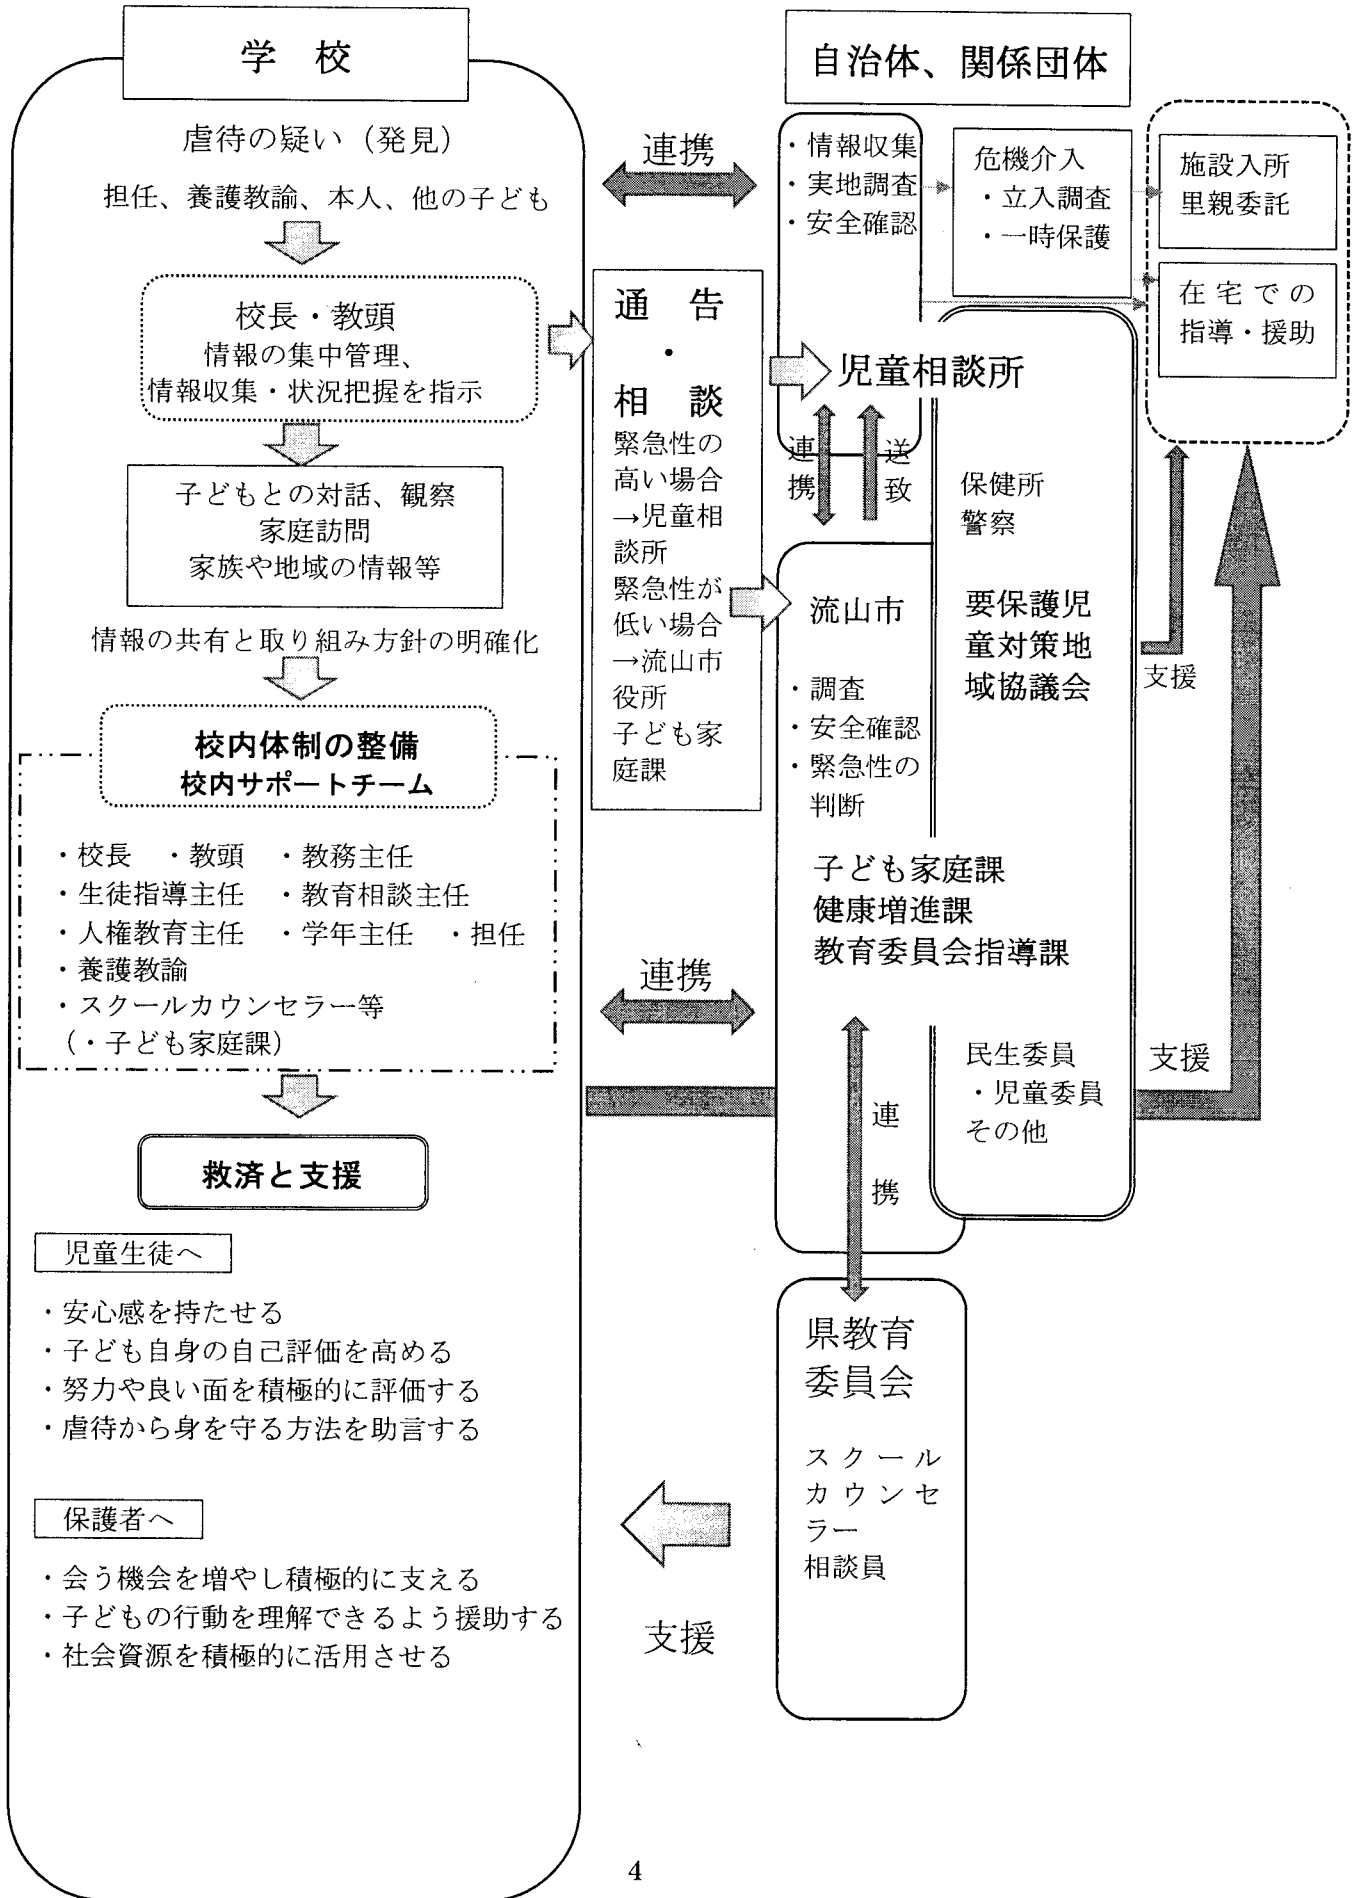 学 校
虐待の疑い（発見）
担任、養護教諭、本人、他の子ども
校長・教頭
情報の集中管理、
情報収集・状況把握を指示
子どもとの対話、観察
家庭訪問
家族や地域の情報等
情報の共有と取り組み方針の明確化
校内体制の整備
校内サポートチーム
・校長 ・教頭 ・教務主任
・生徒指導主任 ・教育相談主任
・人権教育主任 ・学年主任 ・担任
・養護教諭
・スクールカウンセラー等
（・子ども家庭課）
救済と支援
児童生徒へ
・安心感を持たせる
・子ども自身の自己評価を高める
・努力や良い面を積極的に評価する
・虐待から身を守る方法を助言する
保護者へ
・会う機会を増やし積極的に支える
・子どもの行動を理解できるよう援助する
・社会資源を積極的に活用させる
連携
通 告
・
相 談
緊急性の
高い場合
→児童相
談所
緊急性が
低い場合
→流山市
役所
子ども家
庭課
連携
支援
自治体、関係団体
・情報収集
・実地調査
・安全確認
危機介入
・立入調査
・一時保護
施設入所
里親委託
在宅での
指導・援助
児童相談所
連
携
送
致
保健所
警察
要保護児
童対策地
域協議会
支援
流山市
・調査
・安全確認
・緊急性の
判断
子ども家庭課
健康増進課
教育委員会指導課
民生委員
・児童委員
その他
支援
連
携
県教育
委員会
スクール
カウンセ
ラー
相談員
4